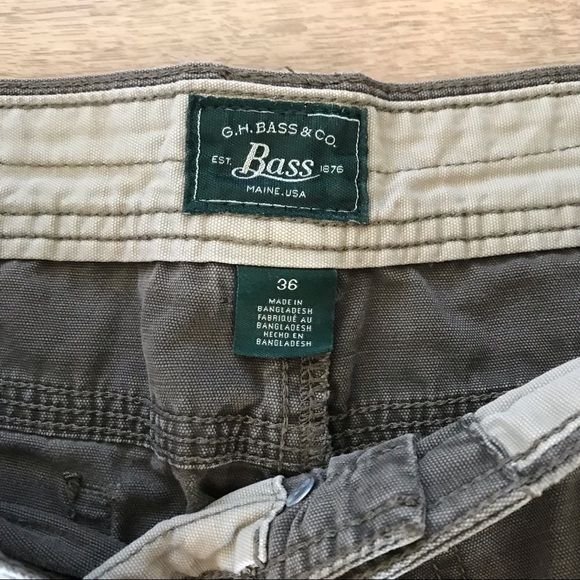 G.H. BASS & CO.
EST. Bass 1876
MAINE. USA
36
MADE IN
BANGLADESH
FABRIQUÉ AU
BANGLADESH
HECHO EN
BANGLADESH